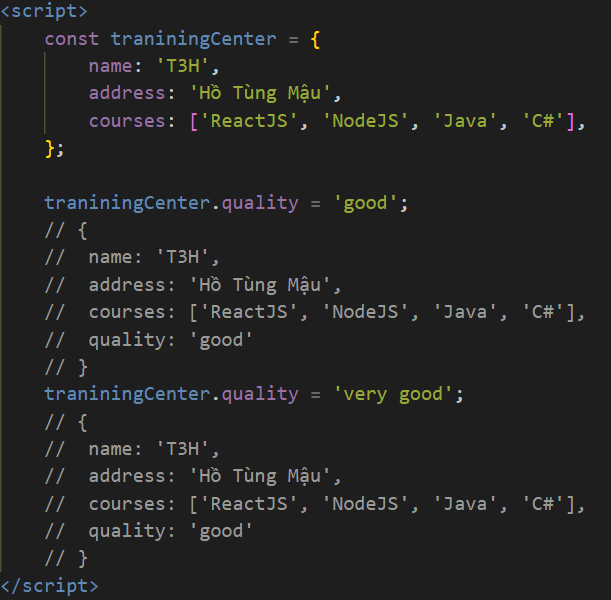 <script>
    const traniningCenter = {
        name: 'T3H',
        address: 'Hồ Tùng Mậu',
        courses: ['ReactJS', 'NodeJS', 'Java', 'C#'],
    };

    traniningCenter.quality = 'good';
    // {
    //  name: 'T3H',
    //  address: 'Hồ Tùng Mậu',
    //  courses: ['ReactJS', 'NodeJS', 'Java', 'C#'],
    //  quality: 'good'
    // }
    traniningCenter.quality = 'very good';
    // {
    //  name: 'T3H',
    //  address: 'Hồ Tùng Mậu',
    //  courses: ['ReactJS', 'NodeJS', 'Java', 'C#'],
    //  quality: 'good'
    // }
</script>